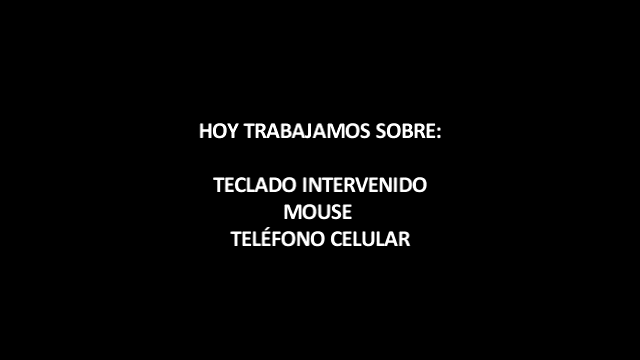 HOY TRABAJAMOS SOBRE:
TECLADO INTERVENIDO
MOUSE
TELÉFONO CELULAR